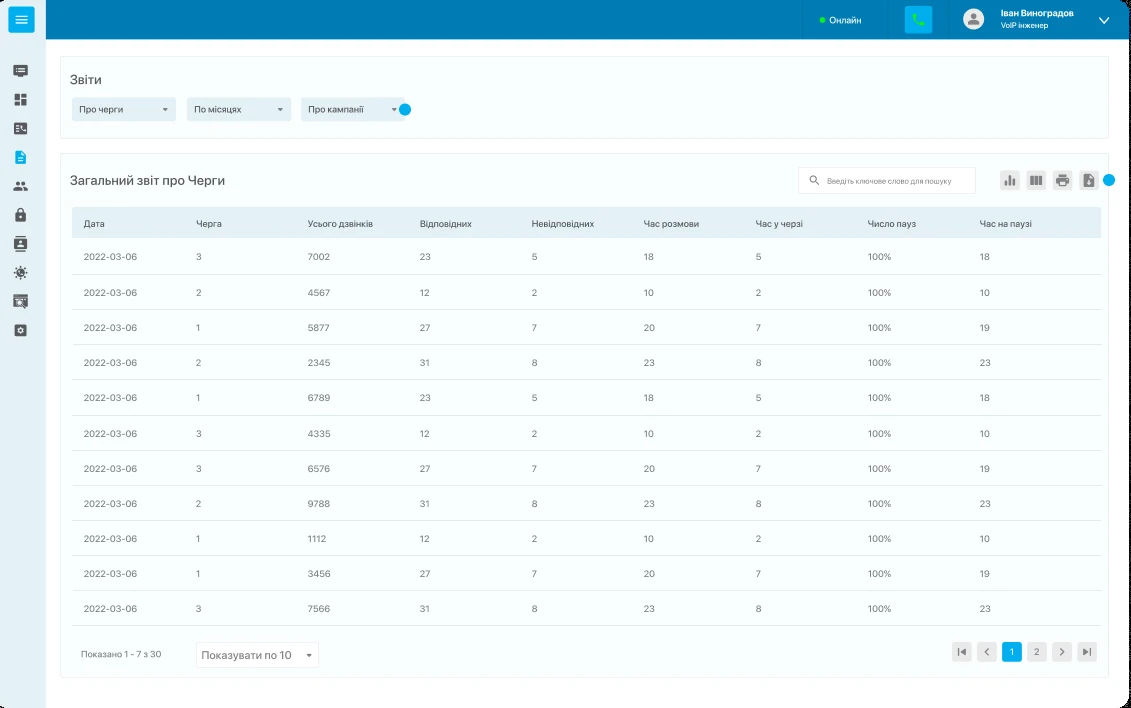 Онлайн
Іван Виноградов
VoIP інженер
Звіти
Про черги
По місяцях
Про кампанії
Загальний звіт про Черги
Введіть ключове слово для пошуку
Дата Черга Усього дзвінків Відповідних Невідповідних Час розмови Час у черзі Число пауз Час на паузі
2022-03-06 3 7002 23 5 18 5 100% 18
2022-03-06 2 4567 12 2 10 2 100% 10
2022-03-06 1 5877 27 7 20 7 100% 19
2022-03-06 2 2345 31 8 23 8 100% 23
2022-03-06 1 6789 23 5 18 5 100% 18
2022-03-06 3 4335 12 2 10 2 100% 10
2022-03-06 3 6576 27 7 20 7 100% 19
2022-03-06 2 9788 31 8 23 8 100% 23
2022-03-06 1 1112 12 2 10 2 100% 10
2022-03-06 1 3456 27 7 20 7 100% 19
2022-03-06 3 7566 31 8 23 8 100% 23
Показано 1 - 7 з 30
Показувати по 10
1 2